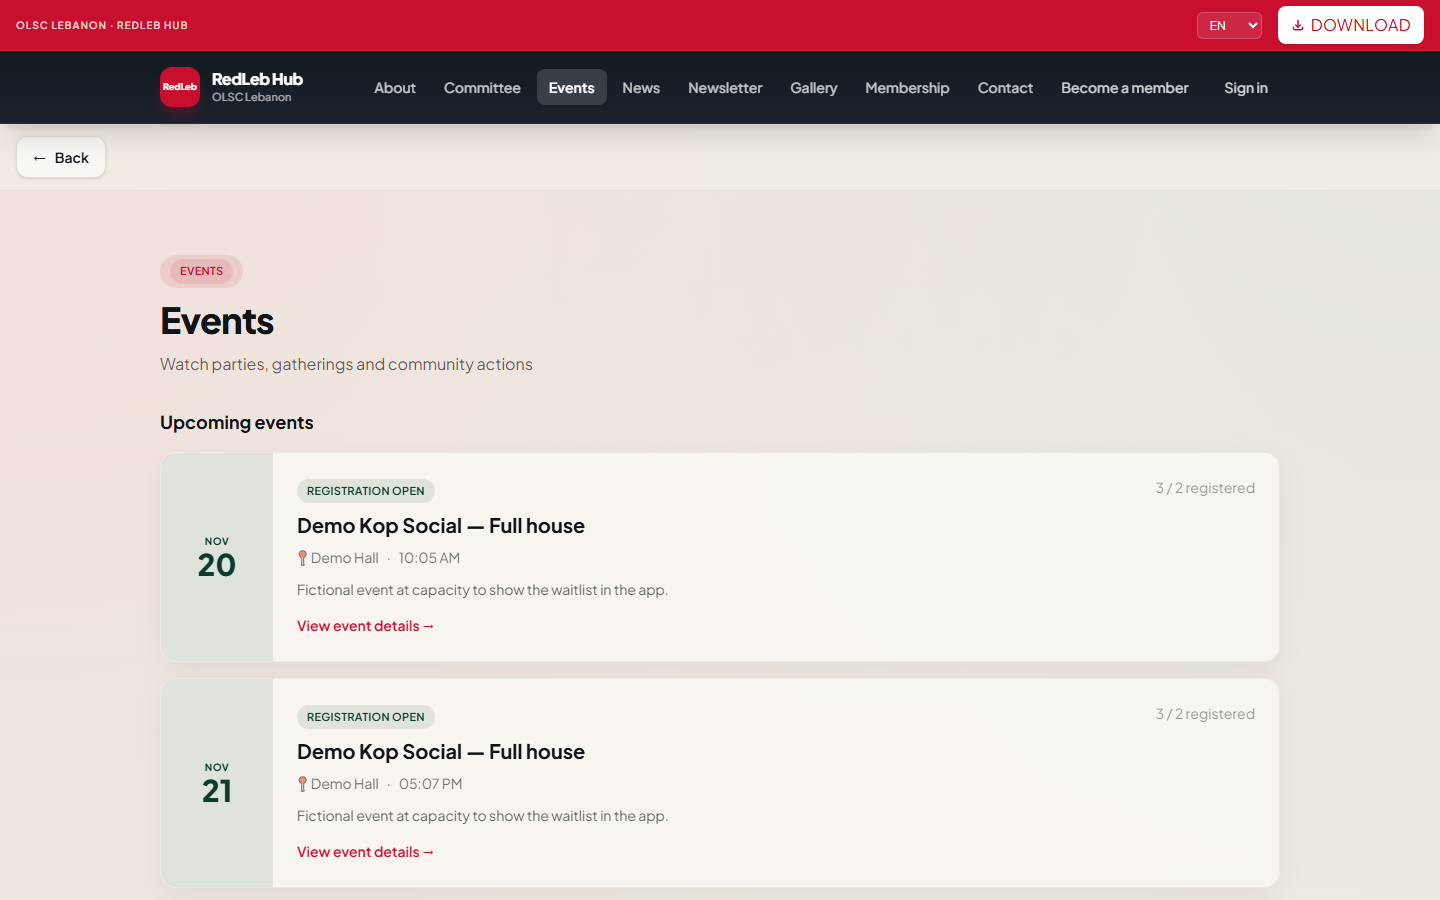 OLSC LEBANON · REDLEB HUB
EN
DOWNLOAD
RedLeb
RedLeb Hub
OLSC Lebanon
About
Committee
Events
News
Newsletter
Gallery
Membership
Contact
Become a member
Sign in
← Back
EVENTS
Events
Watch parties, gatherings and community actions
Upcoming events
NOV
20
REGISTRATION OPEN
3 / 2 registered
Demo Kop Social — Full house
Demo Hall · 10:05 AM
Fictional event at capacity to show the waitlist in the app.
View event details →
NOV
21
REGISTRATION OPEN
3 / 2 registered
Demo Kop Social — Full house
Demo Hall · 05:07 PM
Fictional event at capacity to show the waitlist in the app.
View event details →